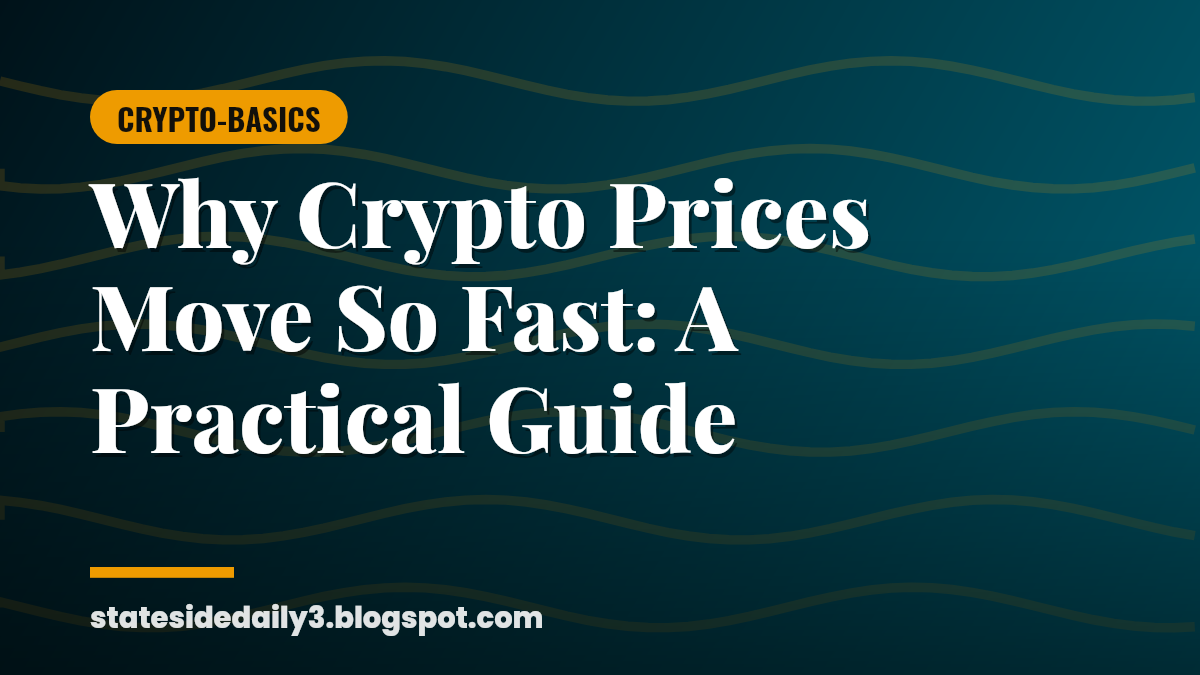 CRYPTO-BASICS
Why Crypto Prices
Move So Fast: A
Practical Guide
statesidedaily3.blogspot.com